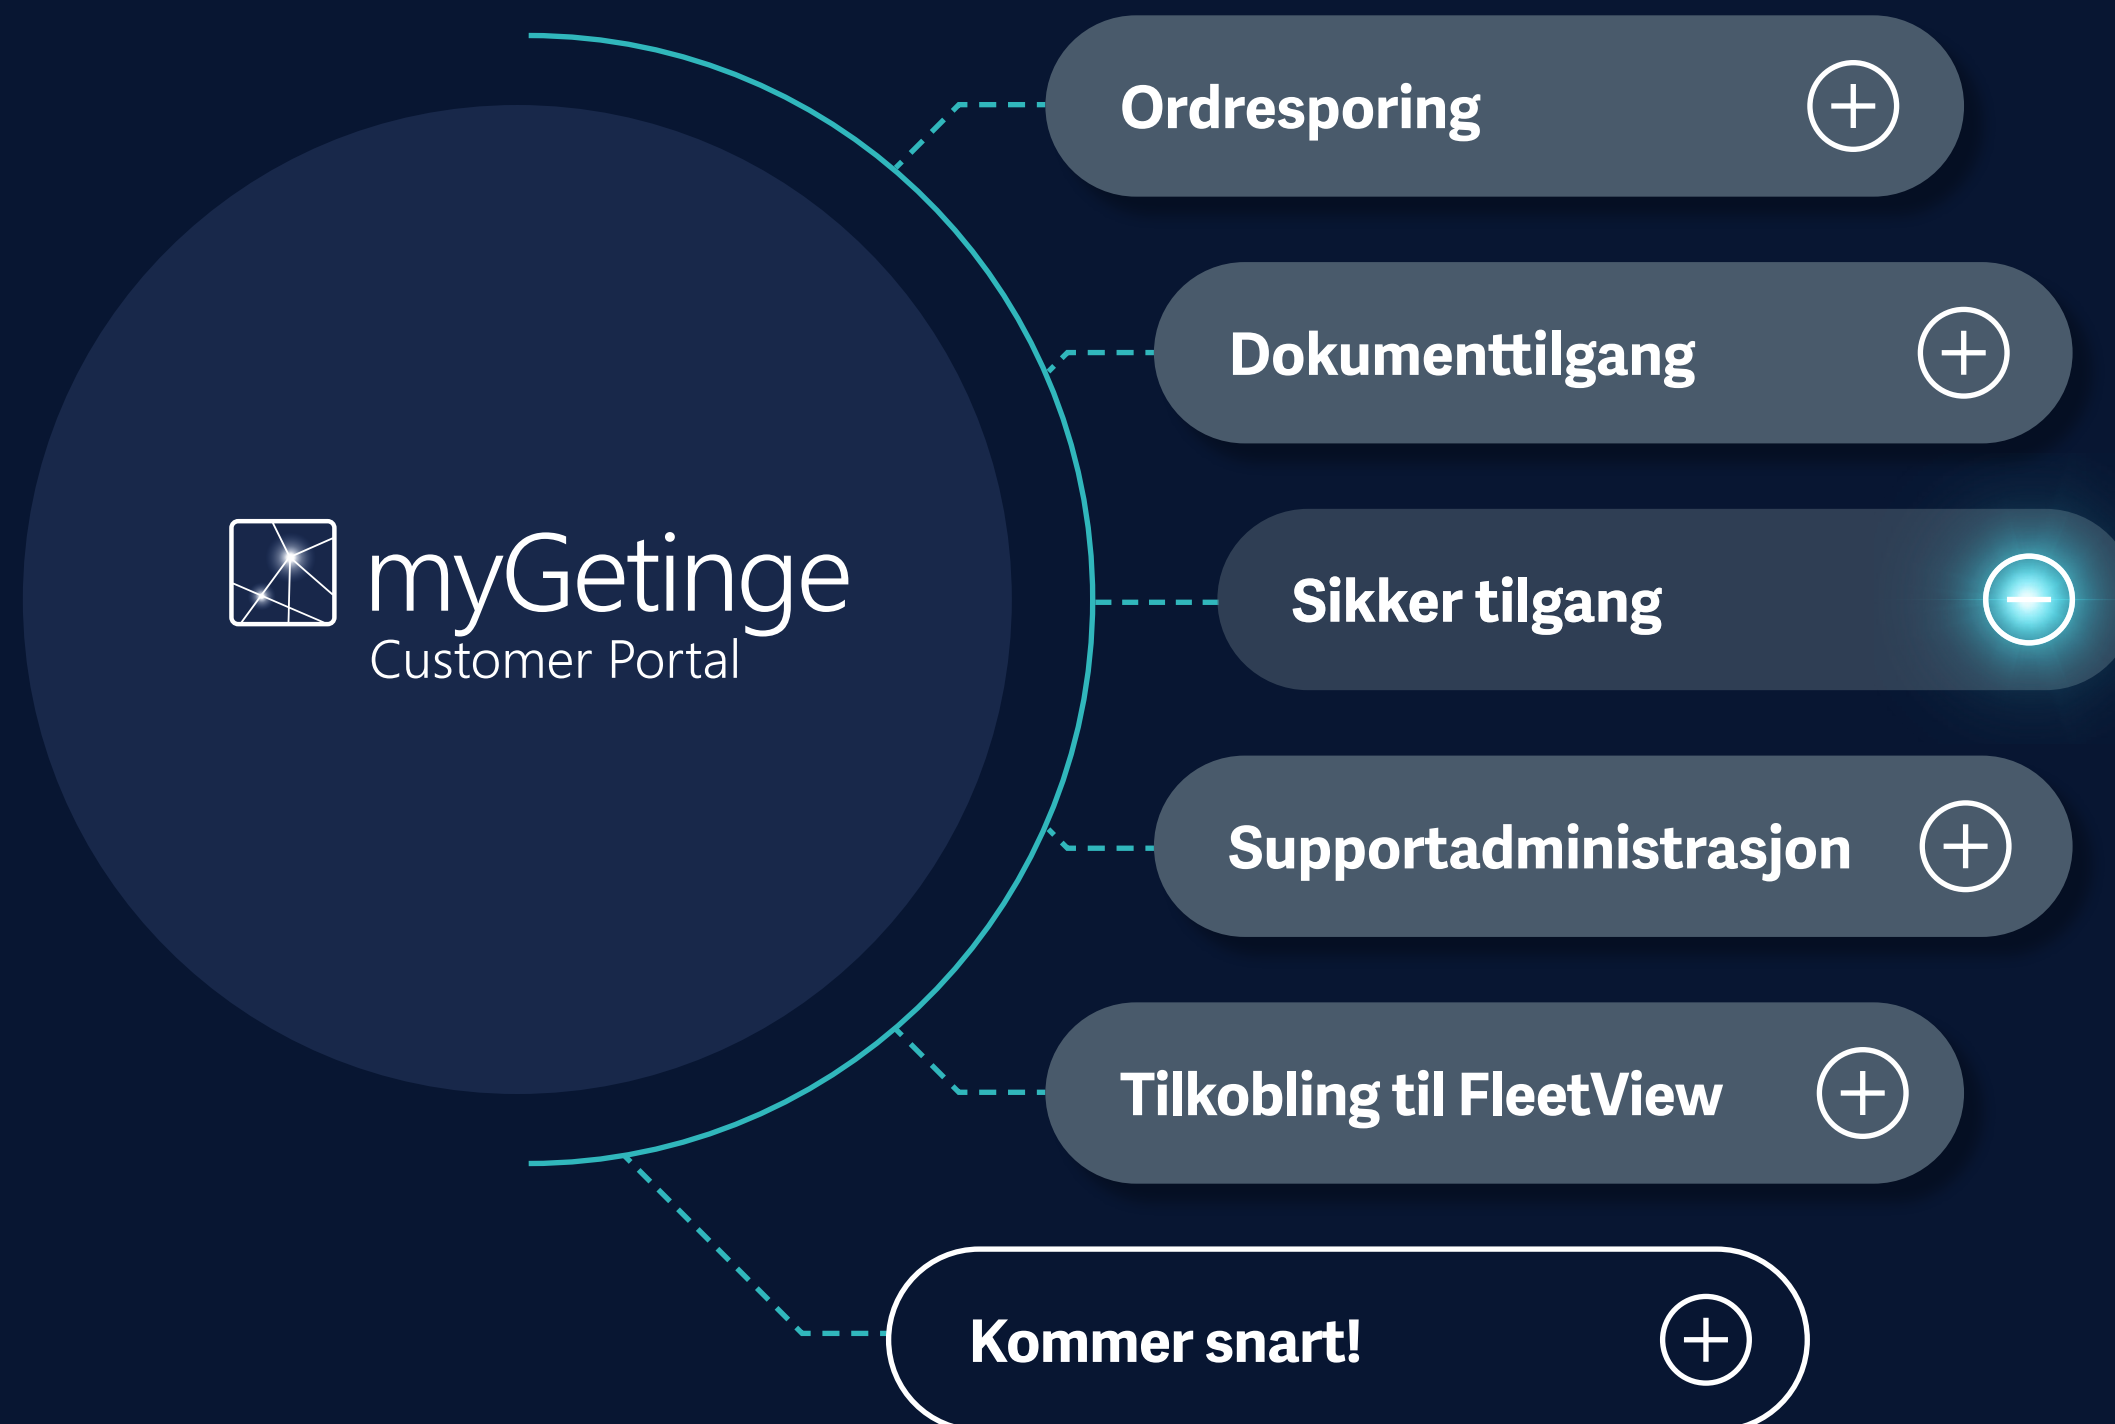 Ordresporing
Dokumenttilgang
myGetinge
Customer Portal
Sikker tilgang
Supportadministrasjon
Tilkobling til FleetView
Kommer snart!